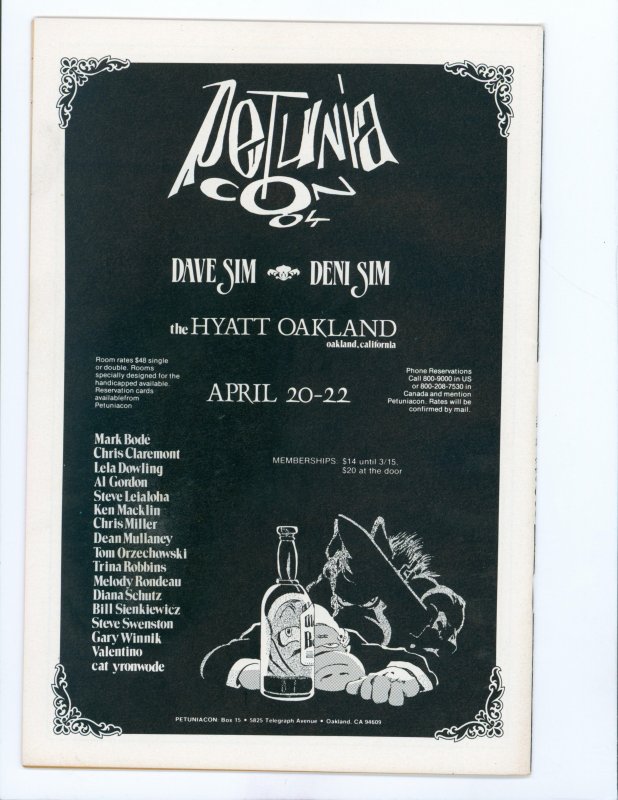 PETUNIA
CON
84
DAVE SIM DENI SIM
the HYATT OAKLAND
oakland, california
Room rates $48 single
or double. Rooms
specially designed for the
handicapped available.
Reservation cards
availablefrom
Petuniacon
APRIL 20-22
Phone Reservations
Call 800-9000 in US
or 800-208-7530 in
Canada and mention
Petuniacon. Rates will be
confirmed by mail.
MEMBERSHIPS: $14 until 3/15.
$20 at the door
Mark Bodé
Chris Claremont
Lela Dowling
Al Gordon
Steve Leialoha
Ken Macklin
Chris Miller
Dean Mullaney
Tom Orzechowski
Trina Robbins
Melody Rondeau
Diana Schutz
Bill Sienkiewicz
Steve Swenston
Gary Winnik
Valentino
cat yronwode
PETUNIACON: Box 15 • 5825 Telegraph Avenue • Oakland, CA 94609